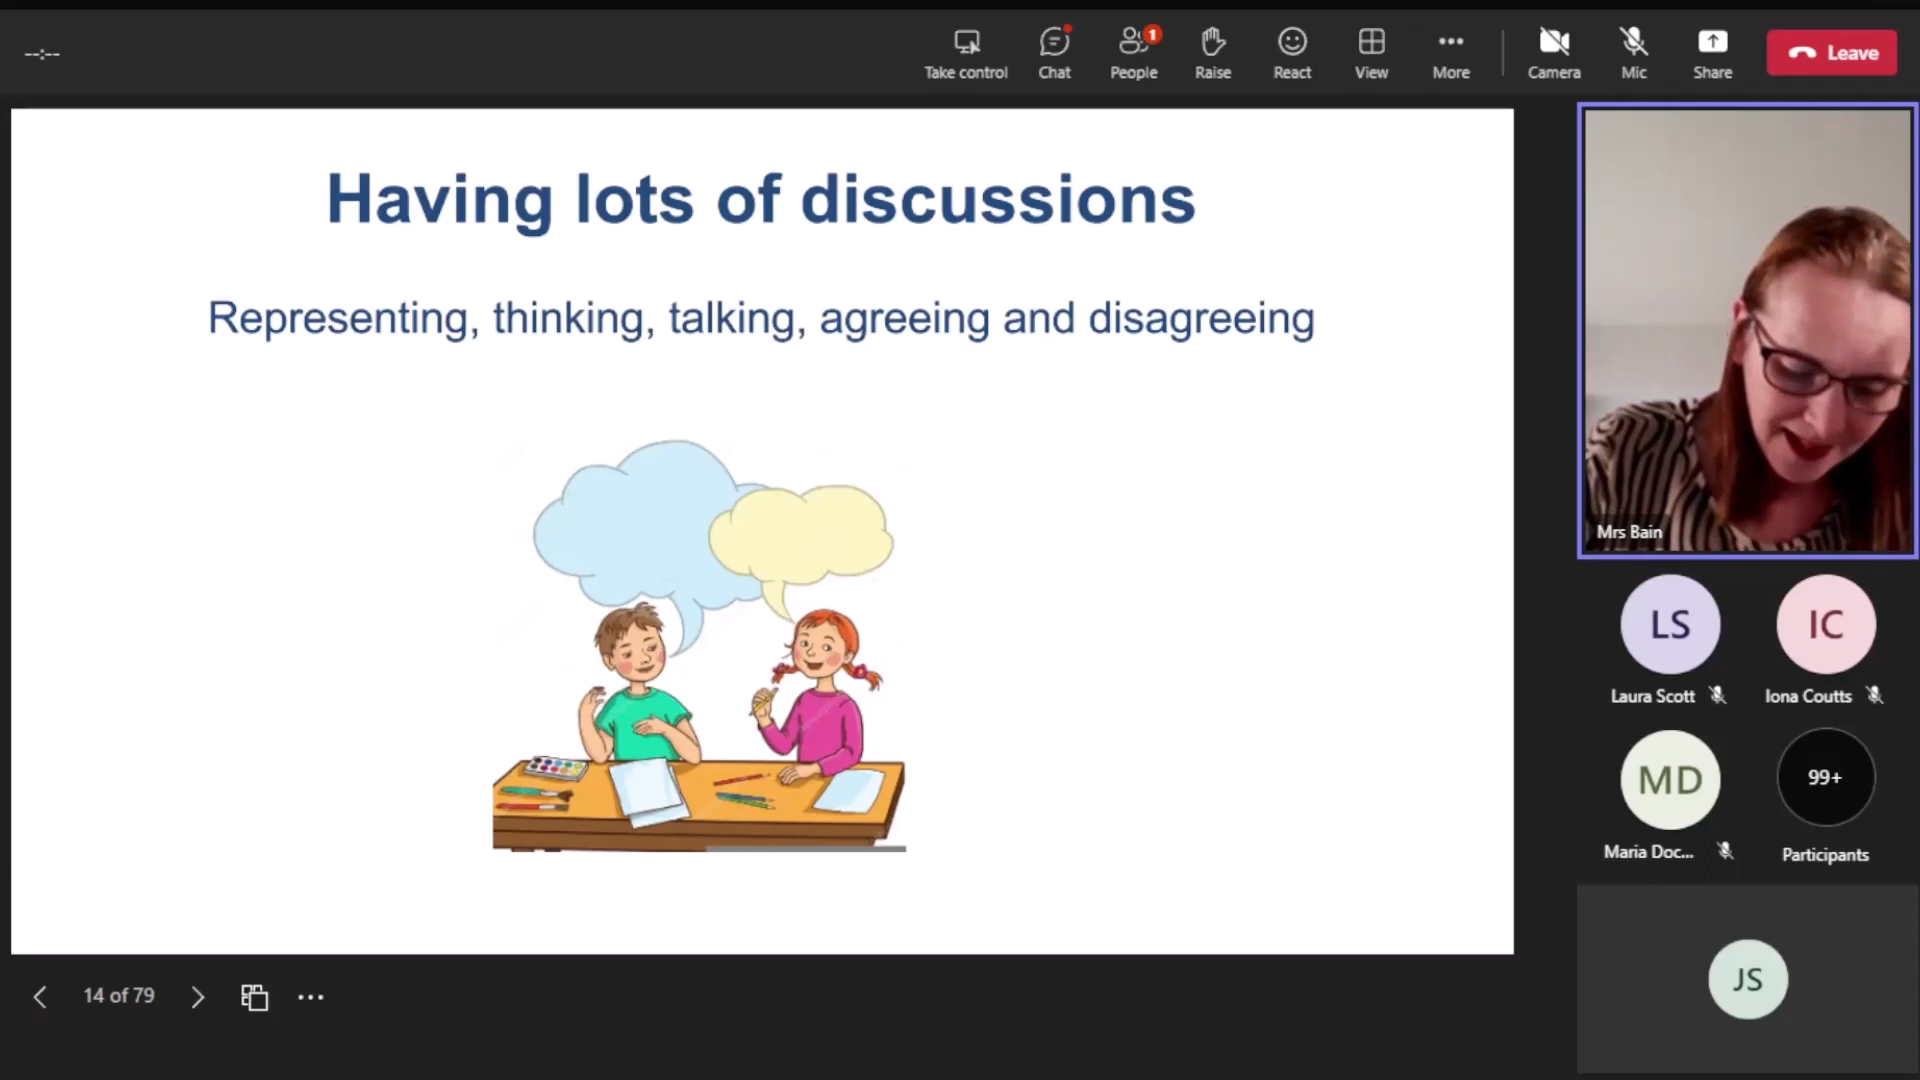 --:--
Take control
Chat
1
People
Raise
React
View
More
Camera
Mic
Share
Leave
Having lots of discussions
Representing, thinking, talking, agreeing and disagreeing
Mrs Bain
LS
IC
Laura Scott
Iona Coutts
MD
99+
Maria Doc...
Participants
JS
14 of 79